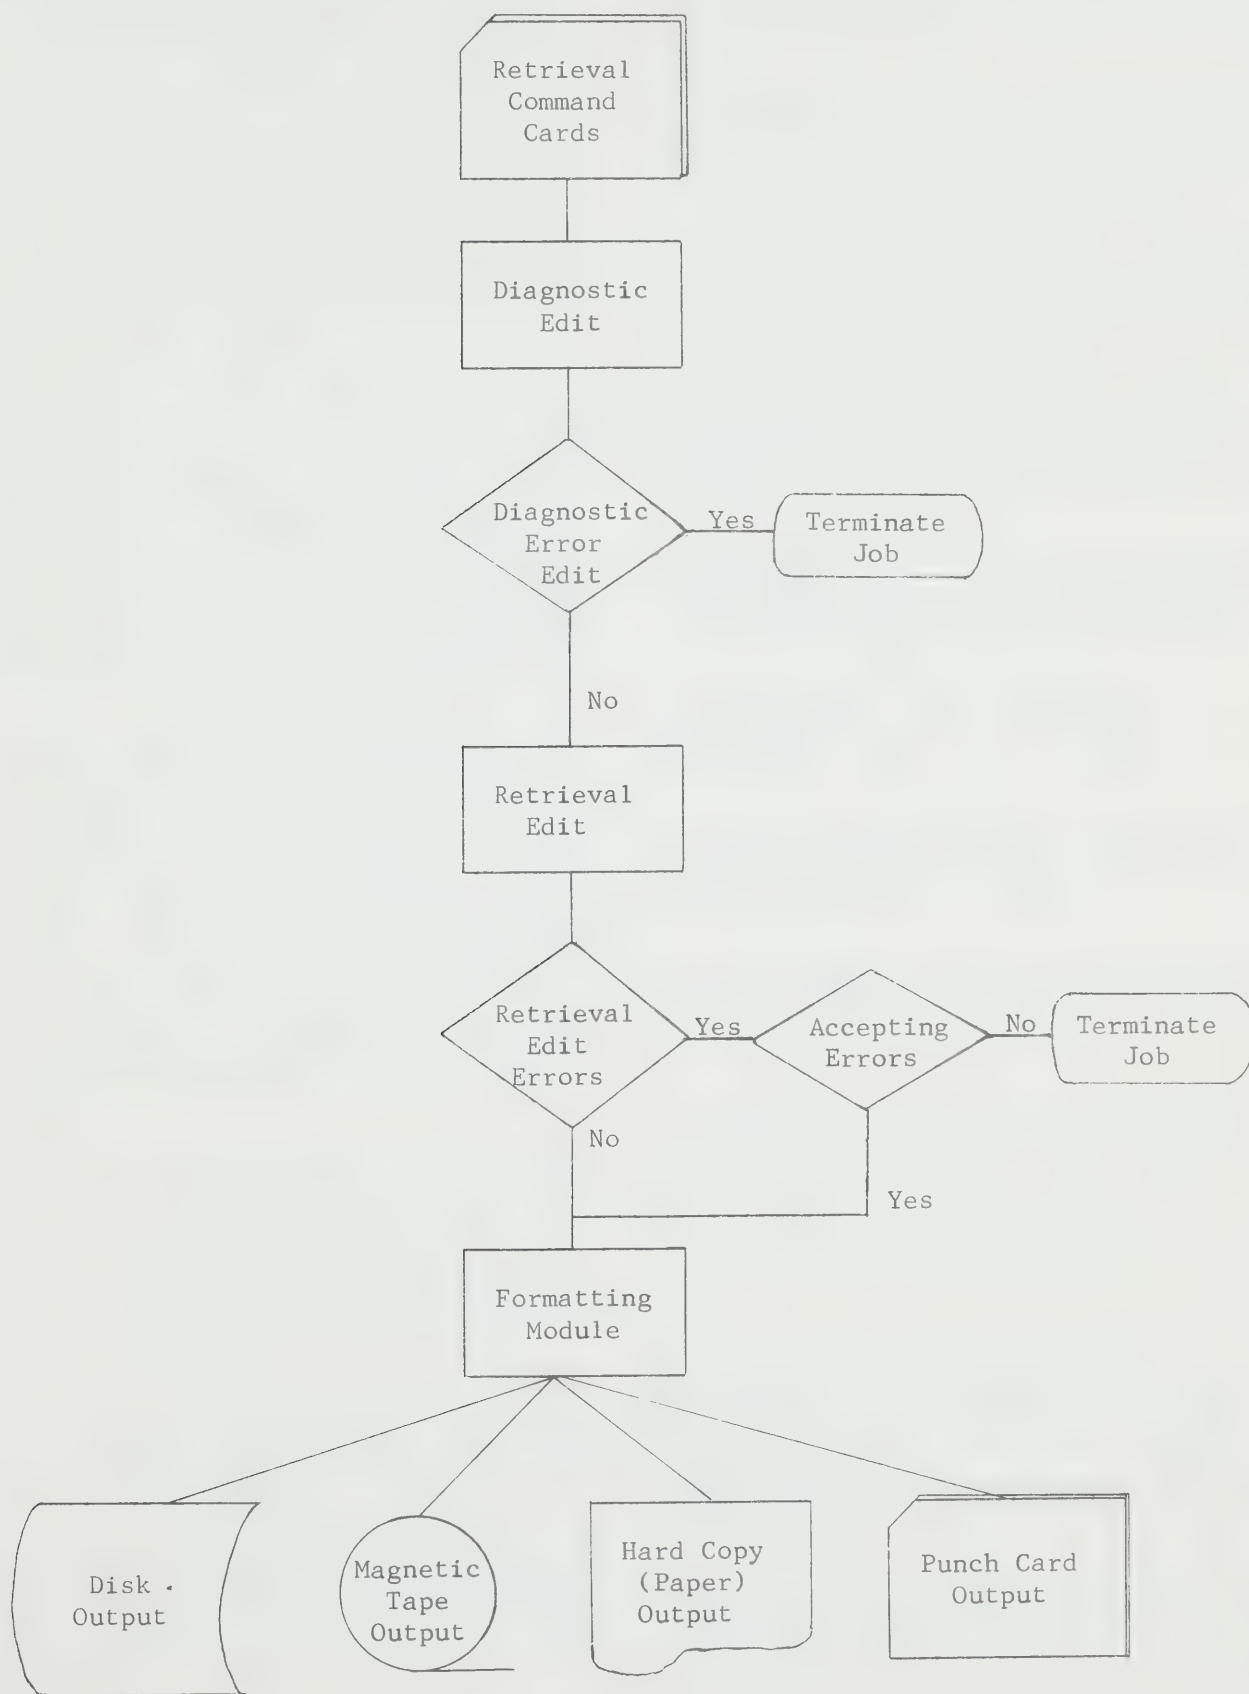 Retrieval
Command
Cards
Diagnostic
Edit
Diagnostic
Error
Edit
Yes
Terminate
Job
No
Retrieval
Edit
Retrieval
Edit
Errors
Yes
Accepting
Errors
No
Terminate
Job
No
Yes
Formatting
Module
Disk
Output
Magnetic
Tape
Output
Hard Copy
(Paper)
Output
Punch Card
Output